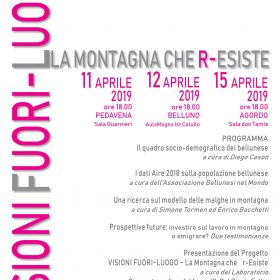 SIONI FUORI-LUO
LA MONTAGNA CHE R-ESISTE
11 APRILE
2019
ore 18.00
PEDAVENA
Sala Guarnieri
12 APRILE
2019
ore 18.00
BELLUNO
AulaMagna Ist.Catullo
15 APRILE
2019
ore 18.00
AGORDO
Sala don Tamis
PROGRAMMA
Il quadro socio-demografico del bellunese
a cura di Diego Cason
I dati Aire 2018 sulla popolazione bellunese
a cura dell'Associazione Bellunesi nel Mondo
Una ricerca sul modello delle malghe in montagna
a cura di Simone Tormen ed Enrico Bacchetti
Prospettive future: investire sul lavoro in montagna
o emigrare? Due testimonianze
Presentazione del Progetto
VISIONI FUORI-LUOGO – La Montagna che r-Esiste
a cura del Laboratorio